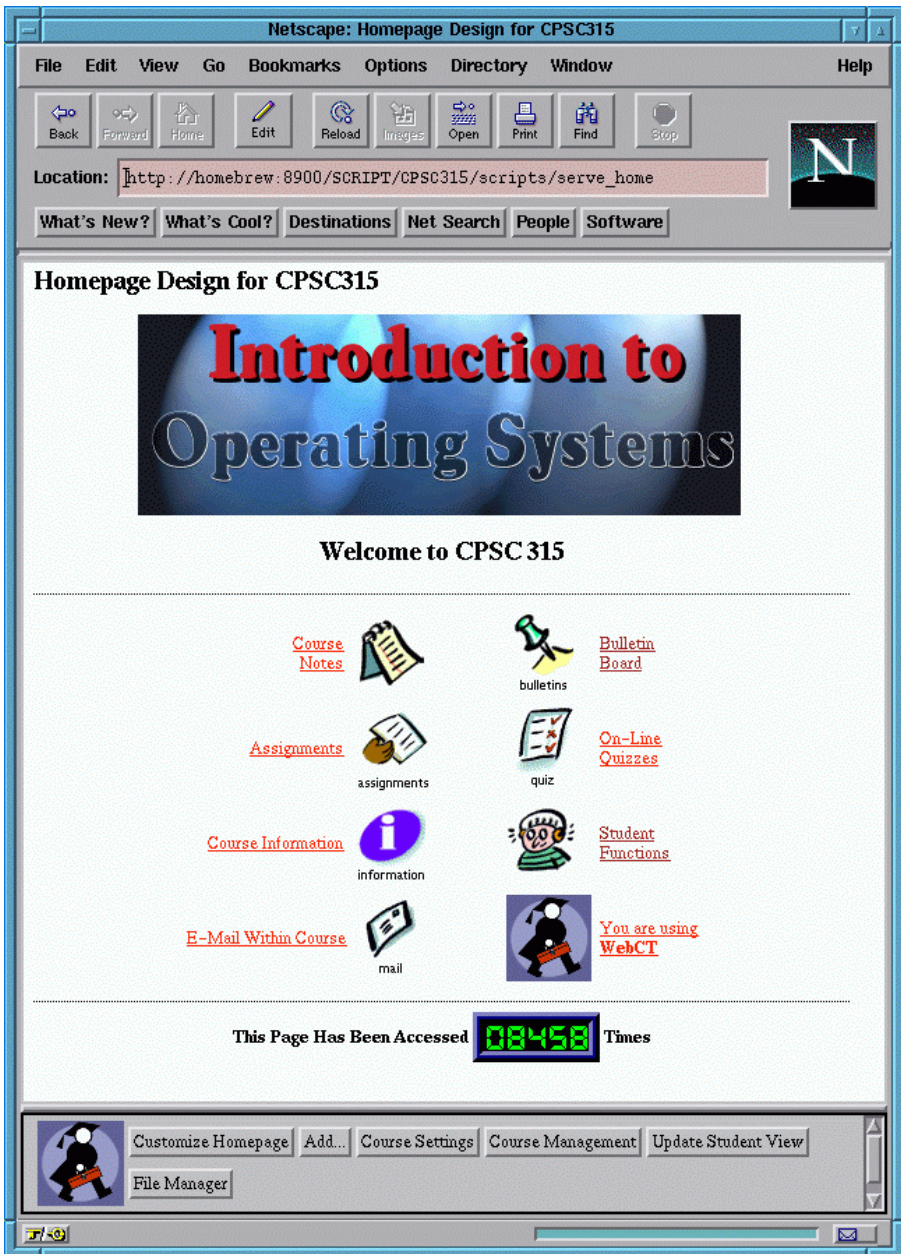 Netscape: Homepage Design for CPSC315
File Edit View Go Bookmarks Options Directory Window Help
Back Forward Home Edit Reload Images Open Print Find Stop
Location: http://homebrew:8900/SCRIPT/CPSC315/scripts/serve_home
N
What's New? What's Cool? Destinations Net Search People Software
Homepage Design for CPSC315
Introduction to
Operating Systems
Welcome to CPSC 315
Course
Notes
Bulletin
Board
bulletins
Assignments
assignments
On-Line
Quizzes
quiz
Course Information
i
information
Student
Functions
E-Mail Within Course
mail
You are using
WebCT
This Page Has Been Accessed 08458 Times
Customize Homepage Add... Course Settings Course Management Update Student View
File Manager